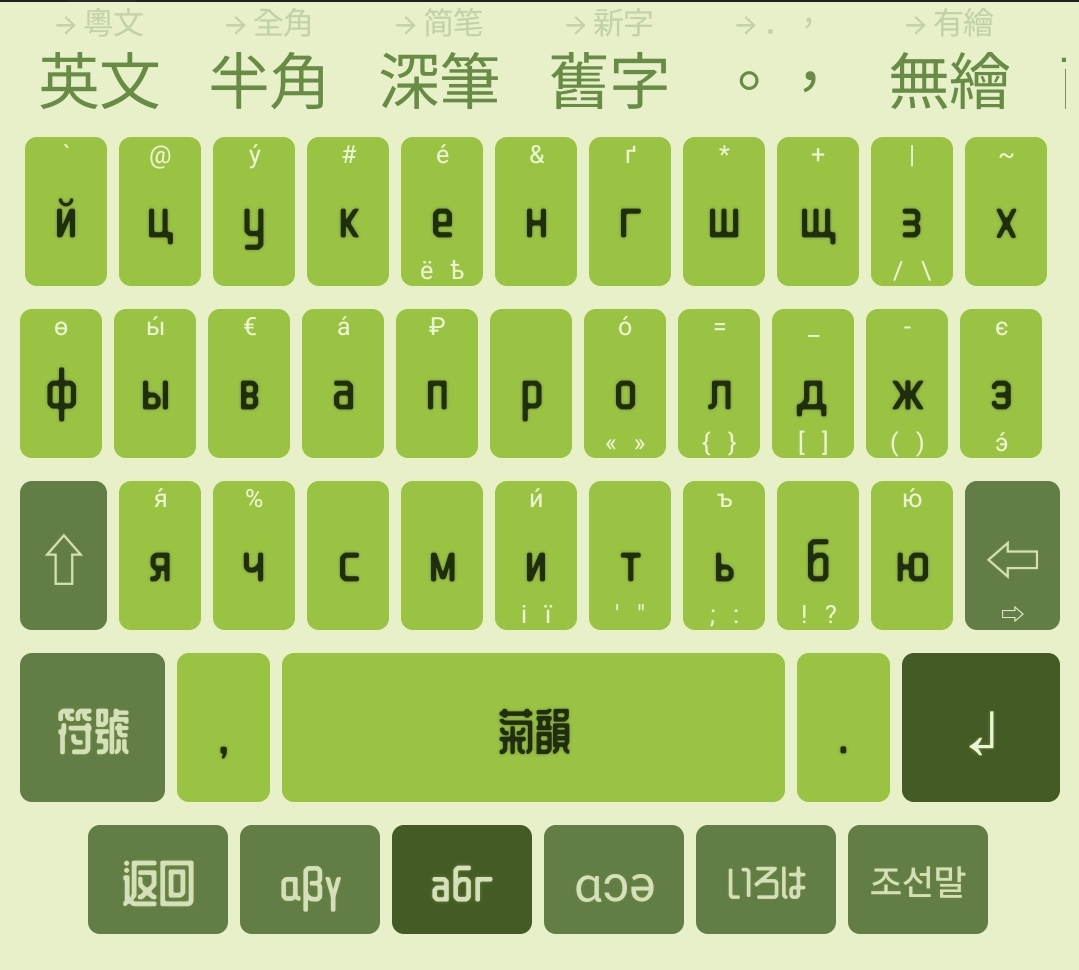 → 粵文 → 全角 → 简笔 → 新字 → . ， → 有繪
英文 半角 深筆 舊字 。， 無繪
` @ ý # é & ґ * + | ~
й ц у к е н г ш щ з х
ё ѣ / \
ө ы́ € á ₽ ó = _ - є
ф ы в а п р о л д ж э
« » { } [ ] ( ) э́
я́ % и́ ъ ю́
я ч с м и т ь б ю
і ї ' " ; : ! ?
符號 , 菊韻 .
返回 αβγ абг ɑɔə いろは 조선말